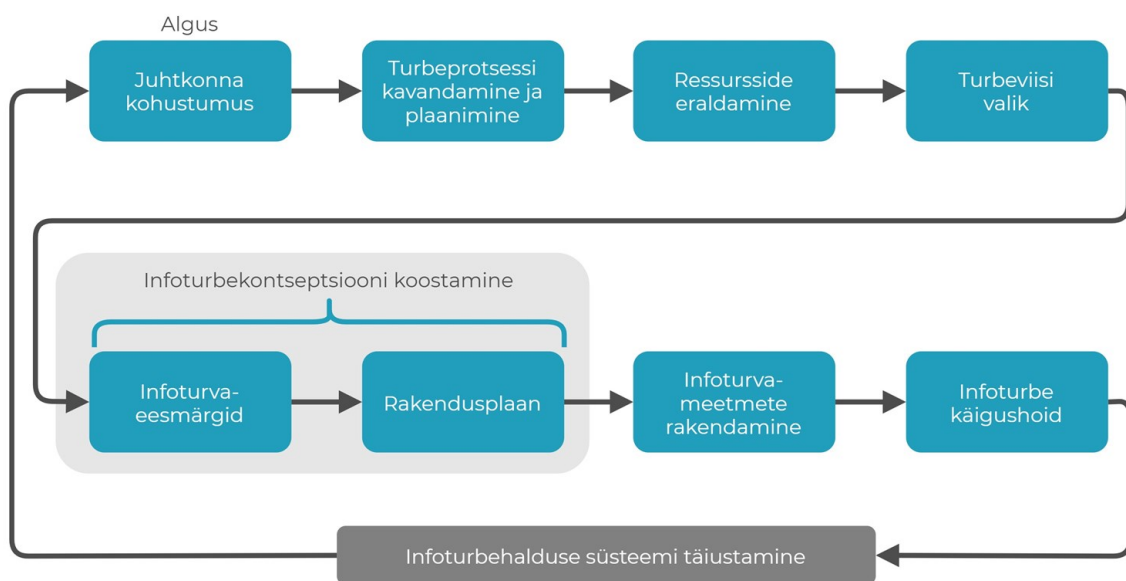 Algus
Juhtkonna
kohustumus
Turbeprotsessi
kavandamine ja
plaanimine
Ressursside
eraldamine
Turbeviisi
valik
Infoturbekontseptsiooni koostamine
Infoturva-
eesmärgid
Rakendusplaan
Infoturva-
meetmete
rakendamine
Infoturbe
käigushoid
Infoturbehalduse süsteemi täiustamine